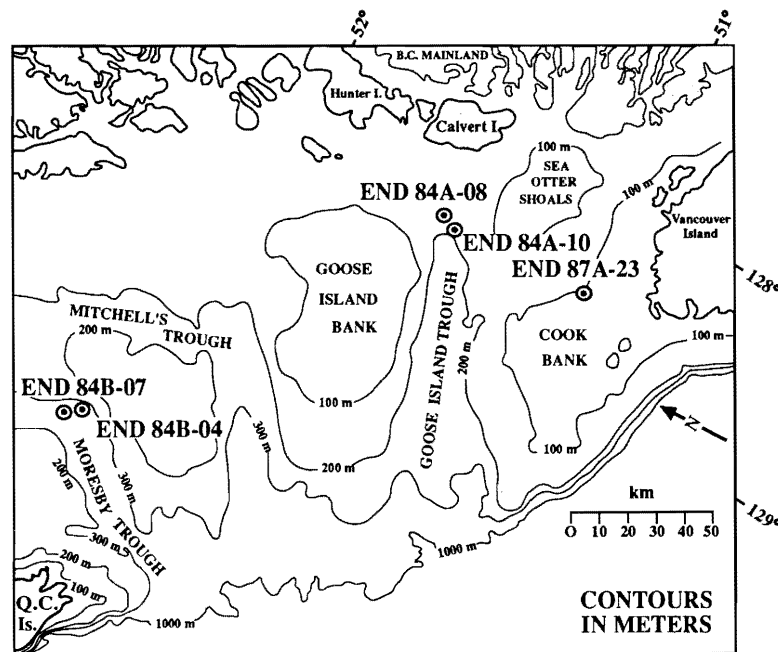 52°
51°
B.C. MAINLAND
Hunter I.
Calvert I.
100 m
SEA
OTTER
SHOALS
100 m
Vancouver
Island
END 84A-08
END 84A-10
END 87A-23
128°
GOOSE
ISLAND
BANK
MITCHELL'S
TROUGH
200 m
GOOSE ISLAND TROUGH
200 m
COOK
BANK
100 m
END 84B-07
END 84B-04
100 m
100 m
N
MORESBY TROUGH
200 m
300 m
300 m
200 m
129°
km
0 10 20 30 40 50
300 m
200 m
100 m
1000 m
1000 m
Q.C.
Is.
CONTOURS
IN METERS